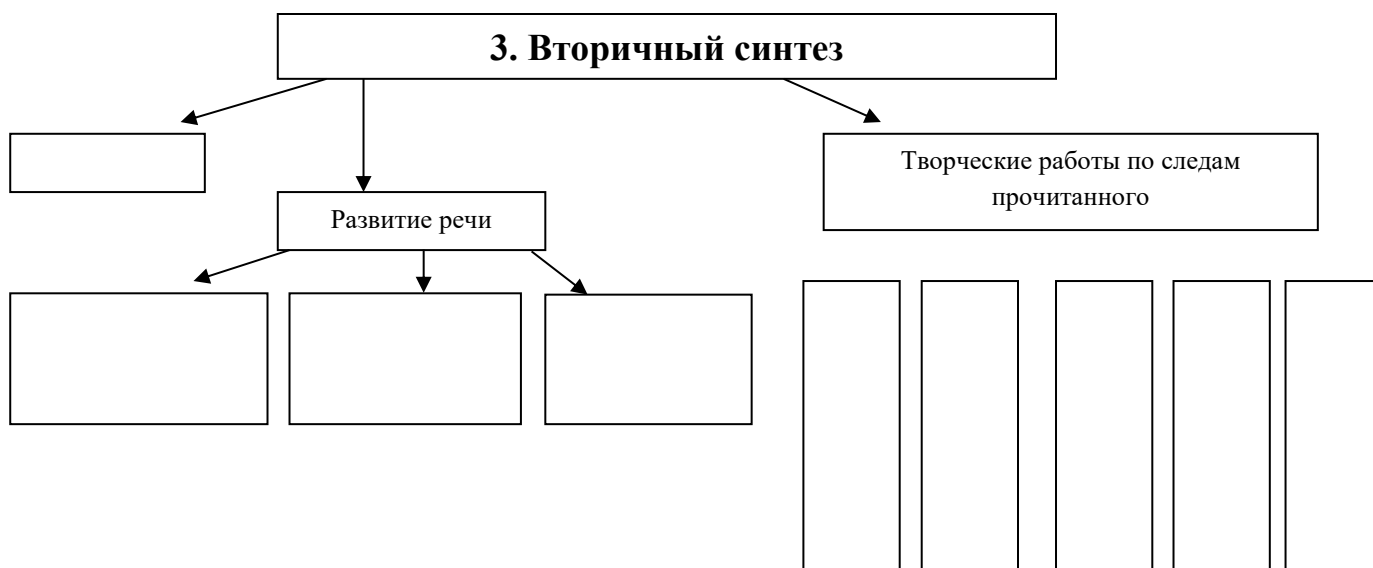 3. Вторичный синтез
Творческие работы по следам
прочитанного
Развитие речи